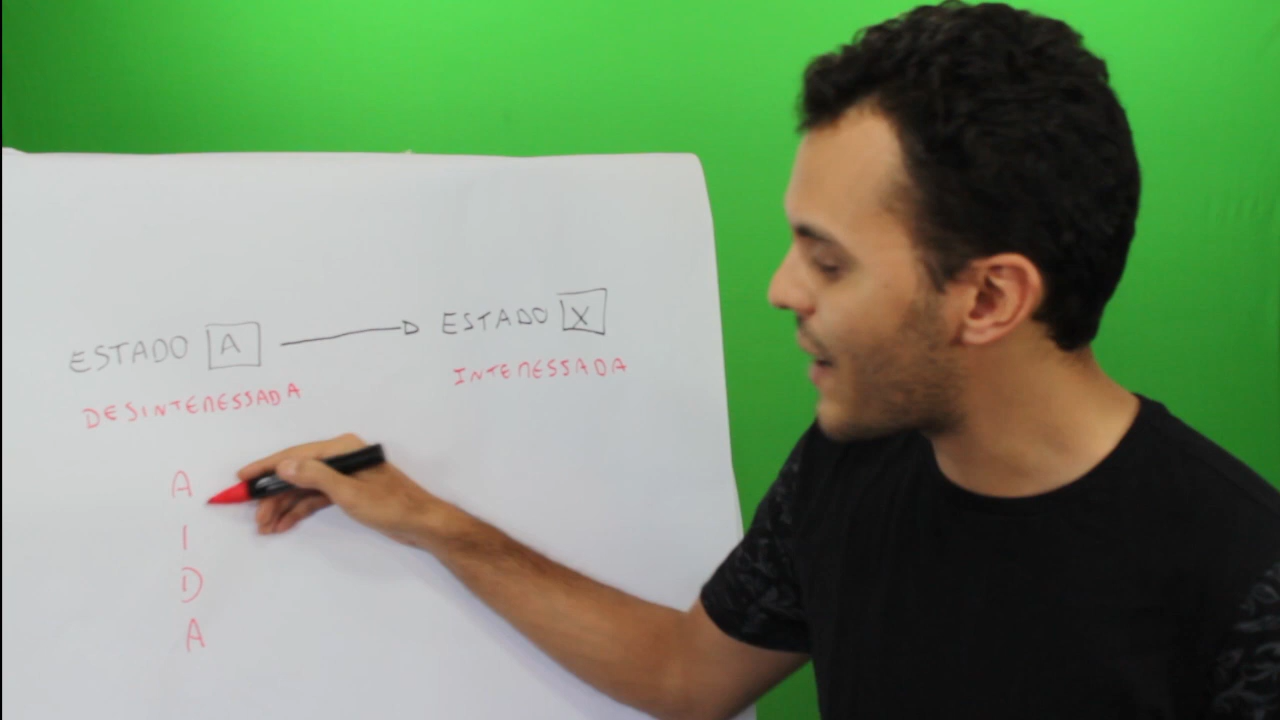 ESTADO A
ESTADO X
DESINTERESSADA
INTERESSADA
A
I
D
A